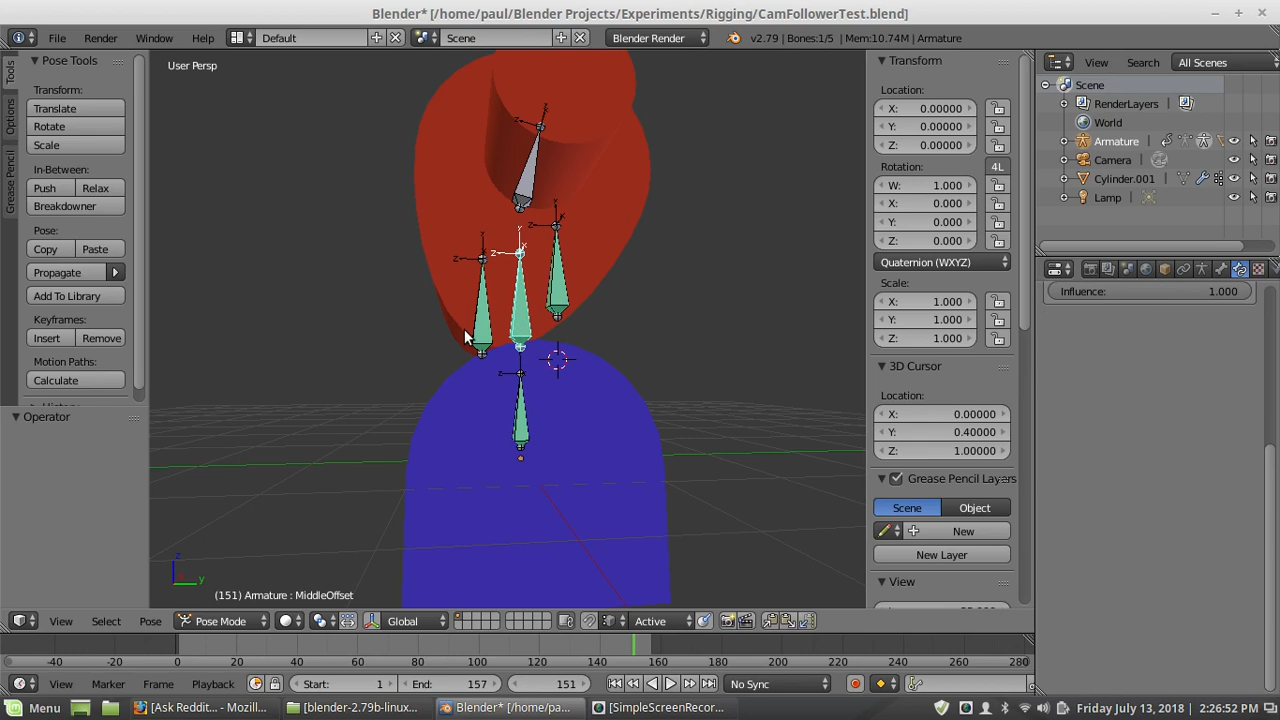 Blender* [/home/paul/Blender Projects/Experiments/Rigging/CamFollowerTest.blend]
File Render Window Help Default Scene Blender Render v2.79 | Bones:1/5 | Mem:10.74M | Armature
Tools
Options
Grease Pencil
Pose Tools
Transform:
Translate
Rotate
Scale
In-Between:
Push Relax
Breakdowner
Pose:
Copy Paste
Propagate
Add To Library
Keyframes:
Insert Remove
Motion Paths:
Calculate
Operator
User Persp
(151) Armature : MiddleOffset
z
y
Transform
Location:
X: 0.00000
Y: 0.00000
Z: 0.00000
Rotation: 4L
W: 1.000
X: 0.000
Y: 0.000
Z: 0.000
Quaternion (WXYZ)
Scale:
X: 1.000
Y: 1.000
Z: 1.000
3D Cursor
Location:
X: 0.00000
Y: 0.40000
Z: 1.00000
Grease Pencil Layers
Scene Object
New
New Layer
View
View Search All Scenes
Scene
RenderLayers
World
Armature
Camera
Cylinder.001
Lamp
Influence: 1.000
View Select Pose Pose Mode Global Active
-40 -20 0 20 40 60 80 100 120 140 160 180 200 220 240 260 280
View Marker Frame Playback Start: 1 End: 157 151 No Sync
Menu [Ask Reddit... - Mozill... [blender-2.79b-linux... Blender* [/home/pa... [SimpleScreenRecor... Friday July 13, 2018 2:26:52 PM